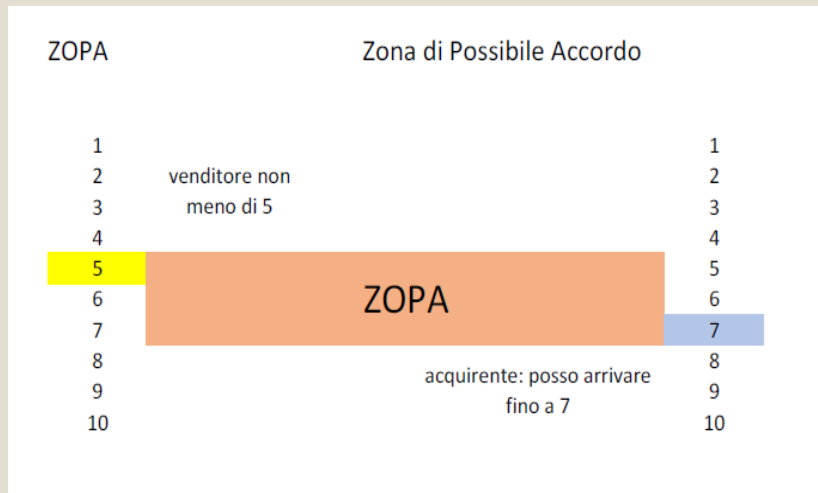 ZOPA Zona di Possibile Accordo
1 1
2 venditore non 2
3 meno di 5 3
4 4
5 5
6 ZOPA 6
7 7
8 8
acquirente: posso arrivare
9 9
fino a 7
10 10